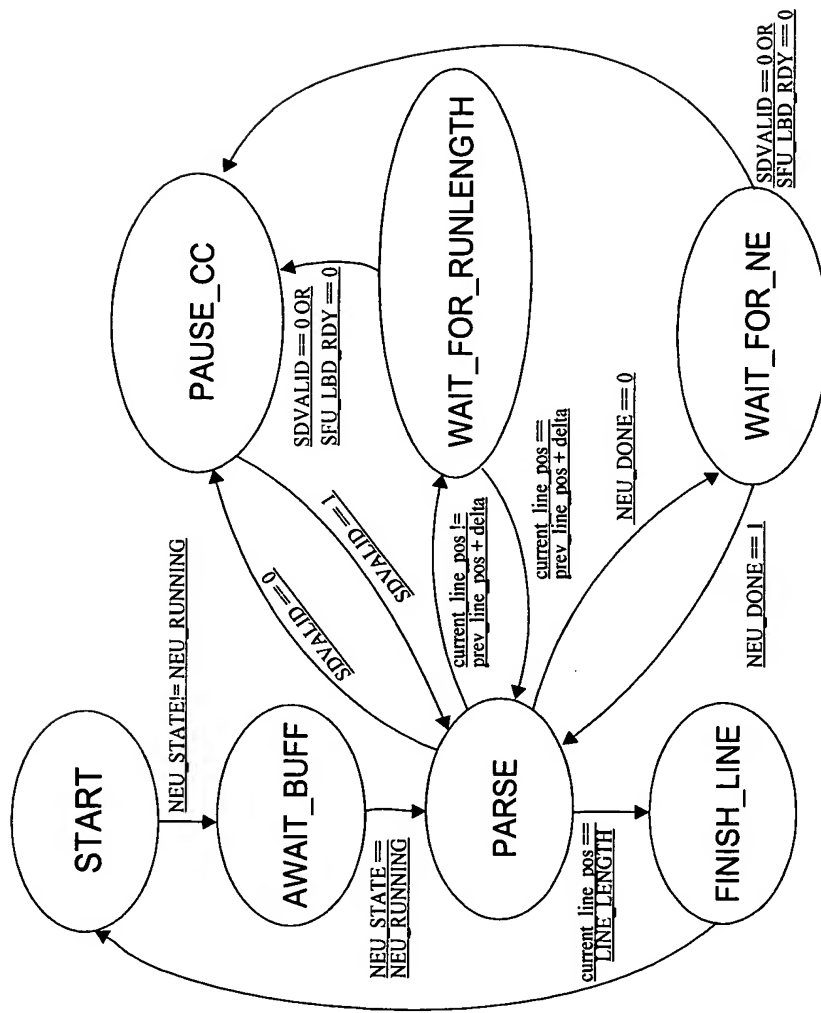 START
NEU_STATE!= NEU_RUNNING
AWAIT_BUFF
NEU_STATE ==
NEU_RUNNING
PARSE
current_line_pos ==
LINE_LENGTH
FINISH_LINE
PAUSE_CC
SDVALID == 0
SDVALID == 1
SDVALID == 0 OR
SFU_LBD_RDY == 0
WAIT_FOR_RUNLENGTH
current_line_pos !=
prev_line_pos + delta
current_line_pos ==
prev_line_pos + delta
NEU_DONE == 0
NEU_DONE == 1
WAIT_FOR_NE
SDVALID == 0 OR
SFU_LBD_RDY == 0